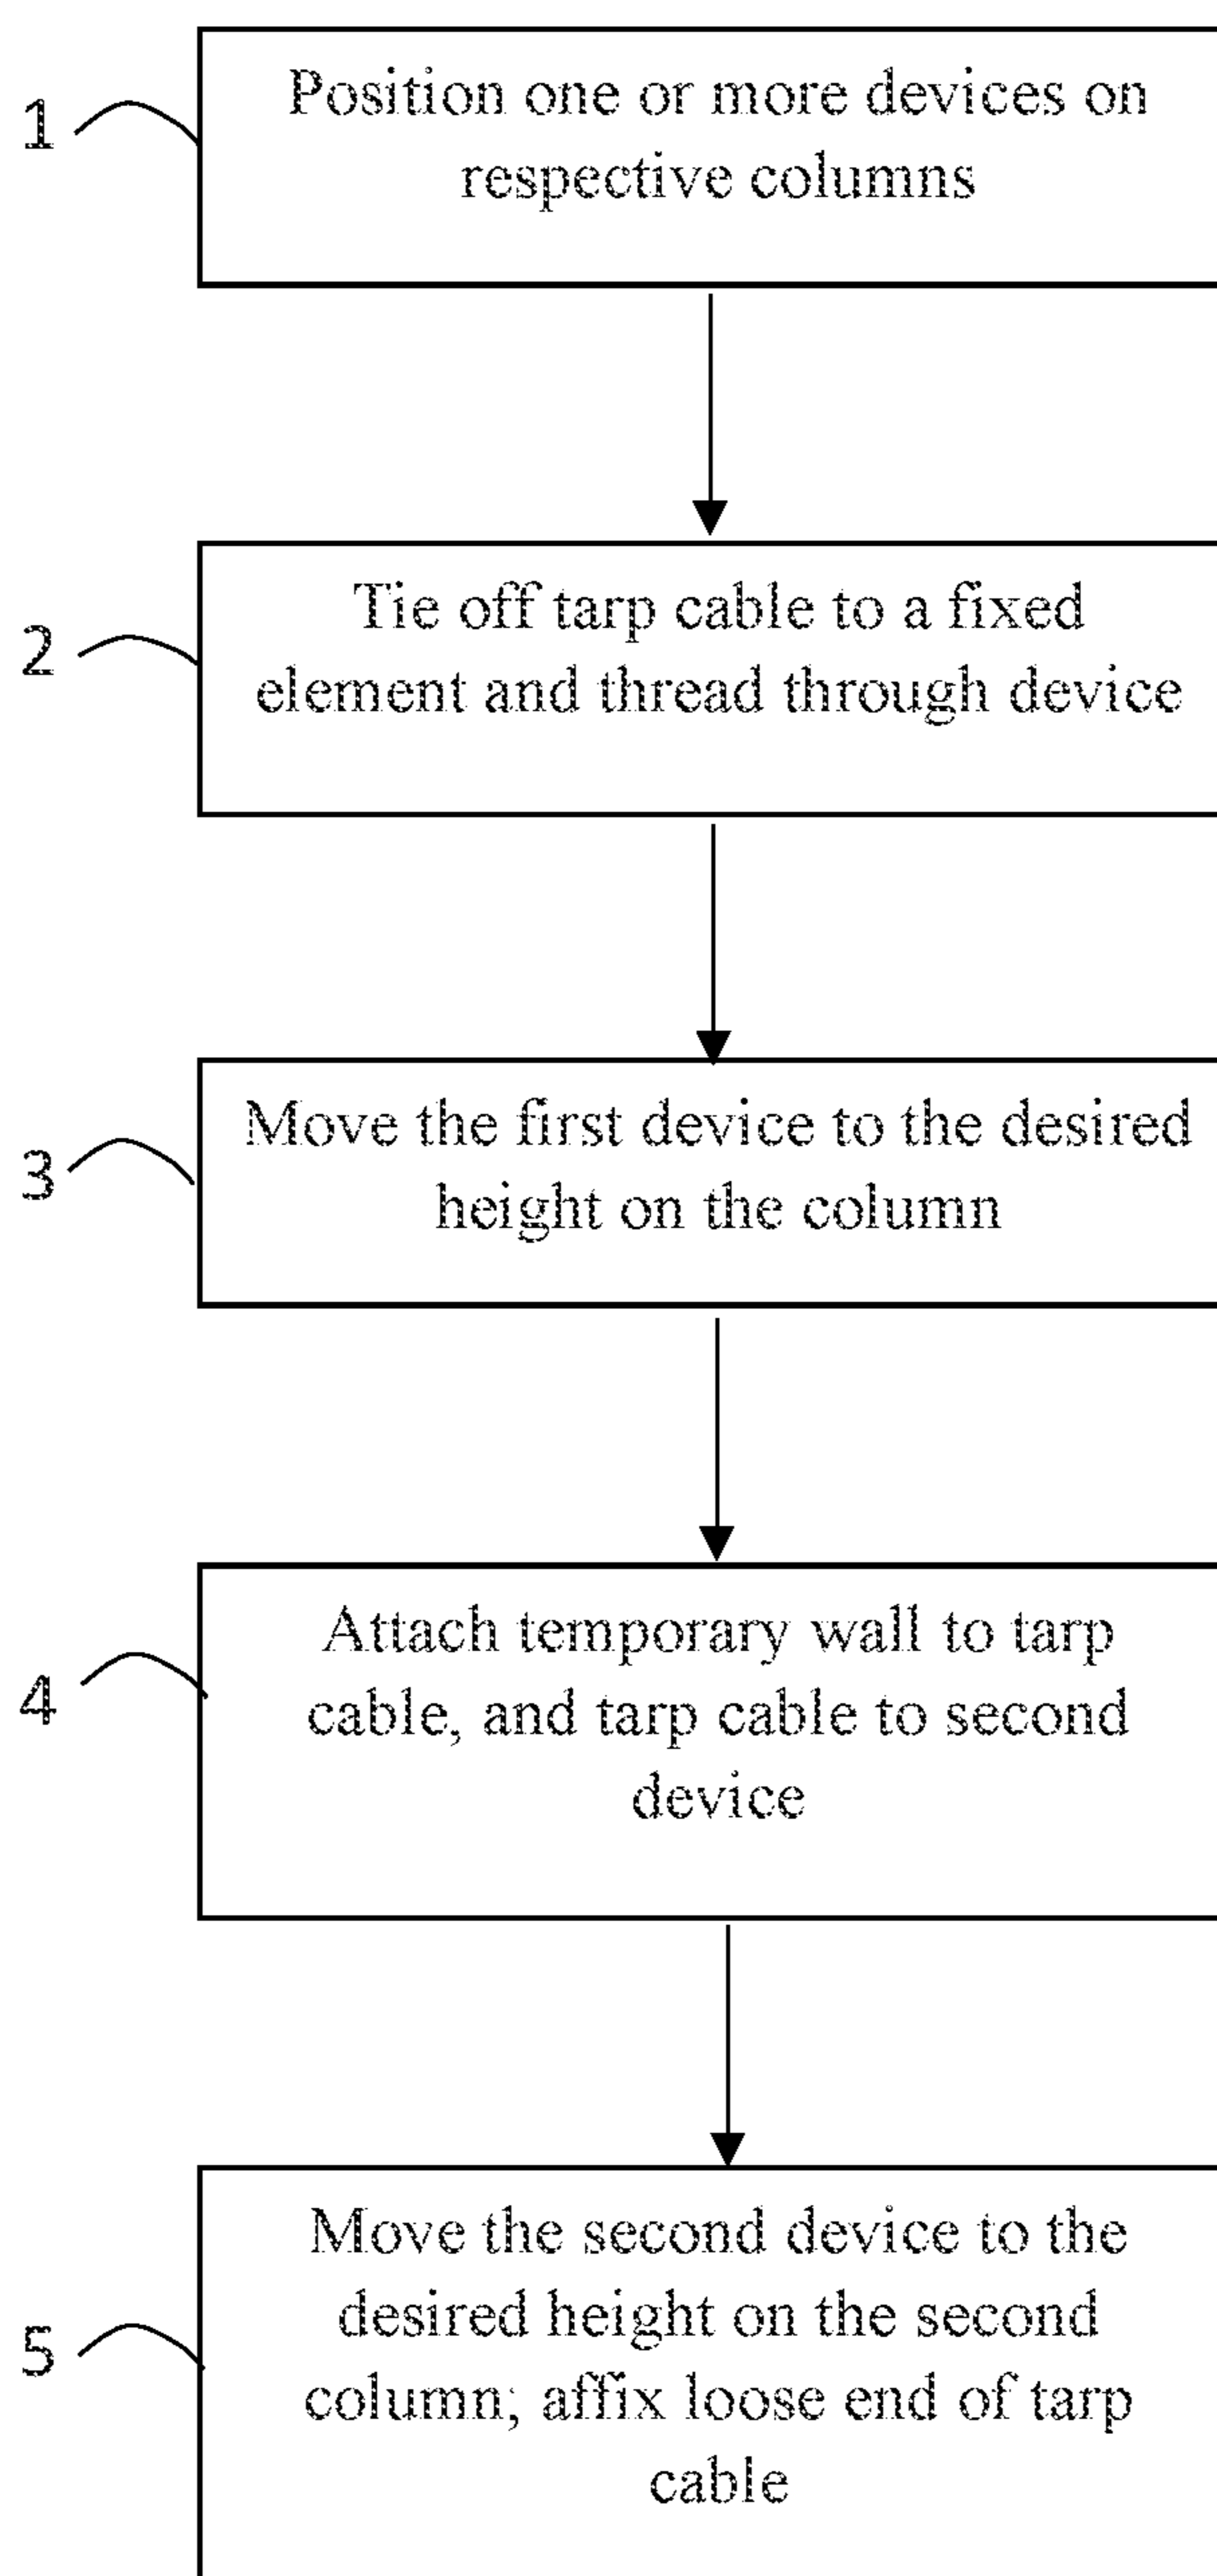 1
Position one or more devices on
respective columns
2
Tie off tarp cable to a fixed
element and thread through device
3
Move the first device to the desired
height on the column
4
Attach temporary wall to tarp
cable, and tarp cable to second
device
5
Move the second device to the
desired height on the second
column; affix loose end of tarp
cable